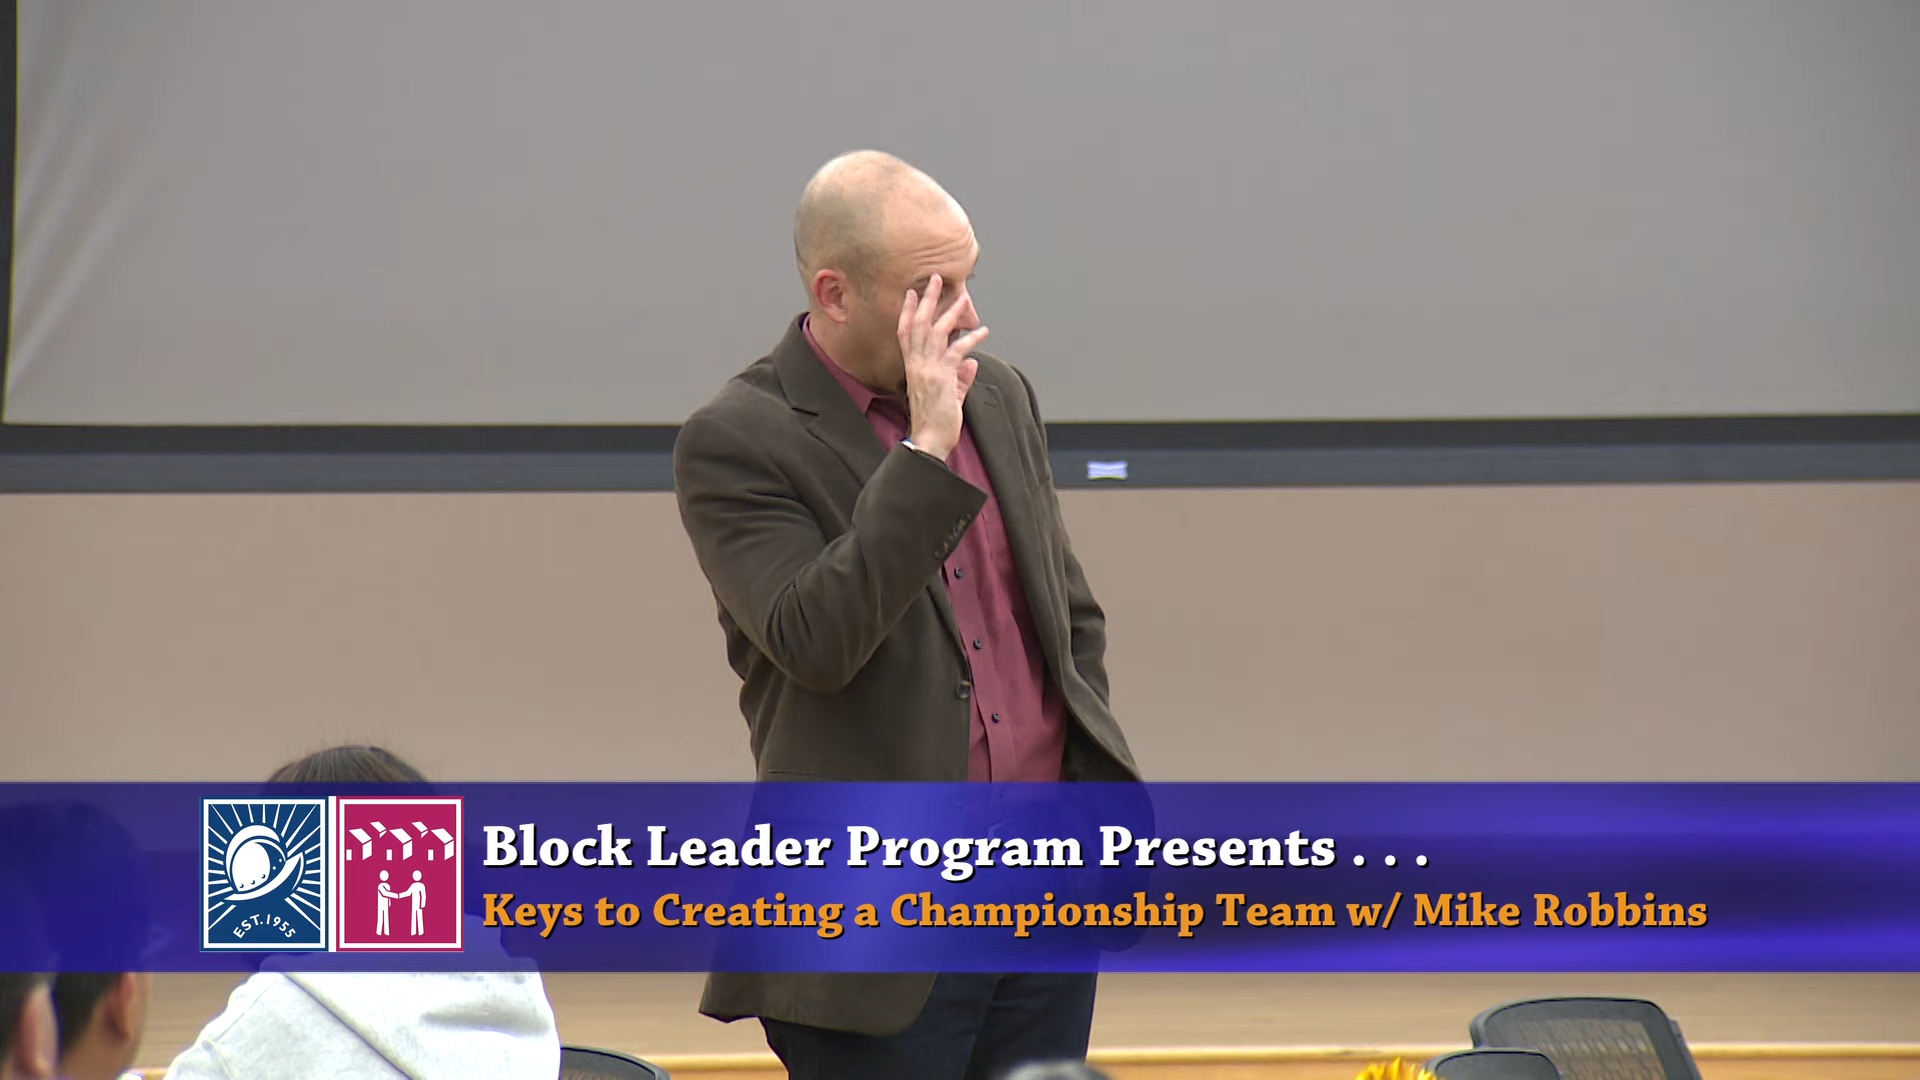 Block Leader Program Presents . . .
Keys to Creating a Championship Team w/ Mike Robbins
EST. 1955